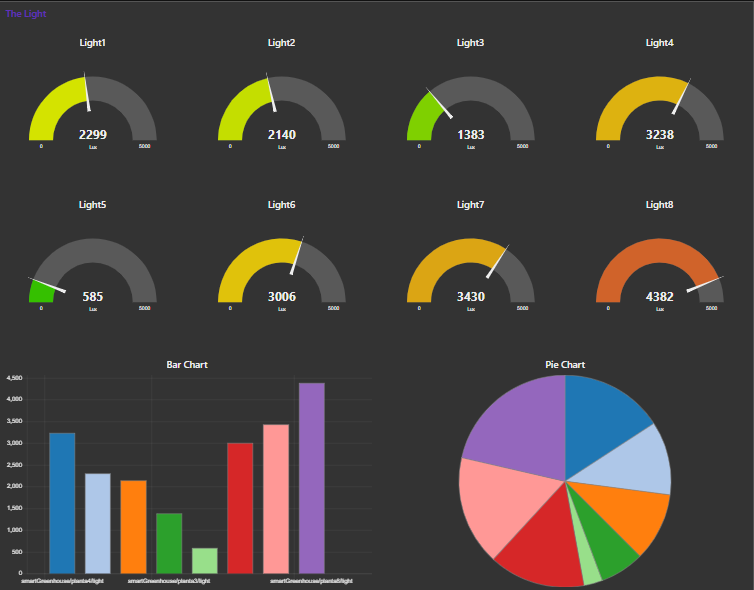 The Light
Light1
Light2
Light3
Light4
2299
2140
1383
3238
0 Lux 5000
0 Lux 5000
0 Lux 5000
0 Lux 5000
Light5
Light6
Light7
Light8
585
3006
3430
4382
0 Lux 5000
0 Lux 5000
0 Lux 5000
0 Lux 5000
Bar Chart
4,500
4,000
3,500
3,000
2,500
2,000
1,500
1,000
500
0
smartGreenhouse/planta4/light
smartGreenhouse/planta3/light
smartGreenhouse/planta8/light
Pie Chart